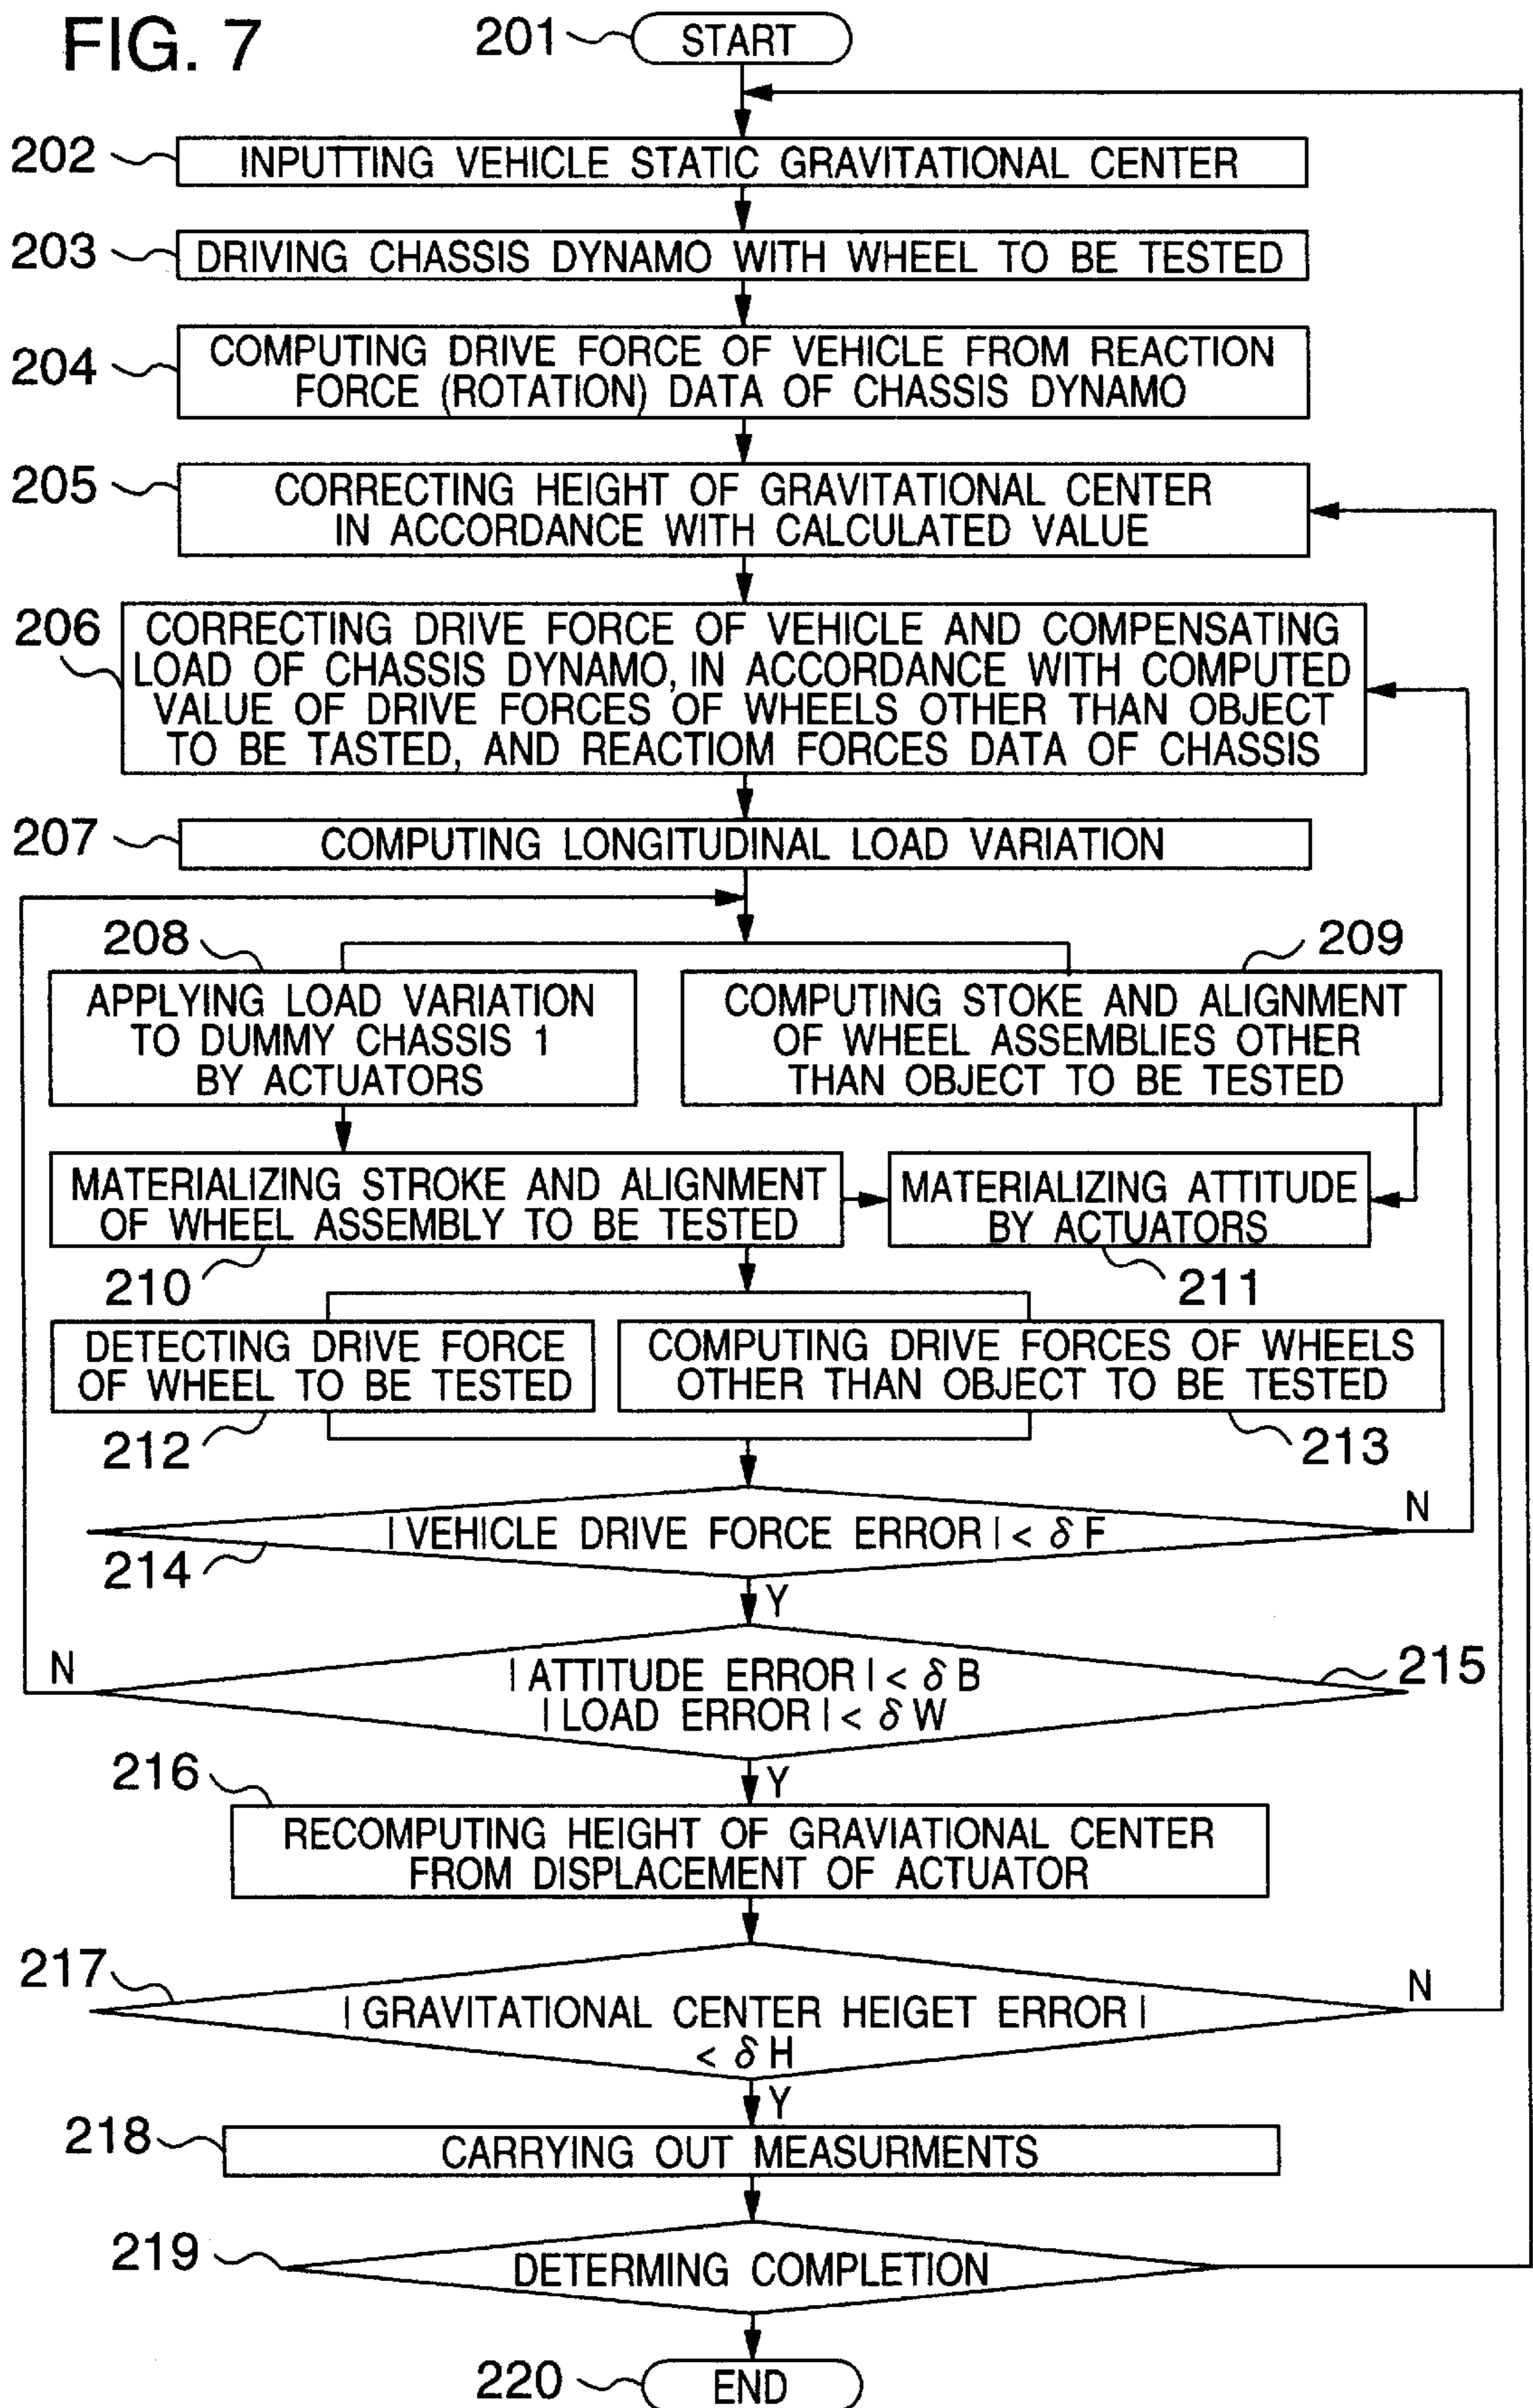 FIG. 7
201
START
202
INPUTTING VEHICLE STATIC GRAVITATIONAL CENTER
203
DRIVING CHASSIS DYNAMO WITH WHEEL TO BE TESTED
204
COMPUTING DRIVE FORCE OF VEHICLE FROM REACTION
FORCE (ROTATION) DATA OF CHASSIS DYNAMO
205
CORRECTING HEIGHT OF GRAVITATIONAL CENTER
IN ACCORDANCE WITH CALCULATED VALUE
206
CORRECTING DRIVE FORCE OF VEHICLE AND COMPENSATING
LOAD OF CHASSIS DYNAMO, IN ACCORDANCE WITH COMPUTED
VALUE OF DRIVE FORCES OF WHEELS OTHER THAN OBJECT
TO BE TASTED, AND REACTIOM FORCES DATA OF CHASSIS
207
COMPUTING LONGITUDINAL LOAD VARIATION
208
APPLYING LOAD VARIATION
TO DUMMY CHASSIS 1
BY ACTUATORS
209
COMPUTING STOKE AND ALIGNMENT
OF WHEEL ASSEMBLIES OTHER
THAN OBJECT TO BE TESTED
MATERIALIZING STROKE AND ALIGNMENT
OF WHEEL ASSEMBLY TO BE TESTED
210
MATERIALIZING ATTITUDE
BY ACTUATORS
211
DETECTING DRIVE FORCE
OF WHEEL TO BE TESTED
212
COMPUTING DRIVE FORCES OF WHEELS
OTHER THAN OBJECT TO BE TESTED
213
| VEHICLE DRIVE FORCE ERROR | < δ F
N
214
Y
N
| ATTITUDE ERROR | < δ B
| LOAD ERROR | < δ W
215
Y
216
RECOMPUTING HEIGHT OF GRAVIATIONAL CENTER
FROM DISPLACEMENT OF ACTUATOR
217
| GRAVITATIONAL CENTER HEIGET ERROR |
< δ H
N
Y
218
CARRYING OUT MEASURMENTS
219
DETERMING COMPLETION
220
END